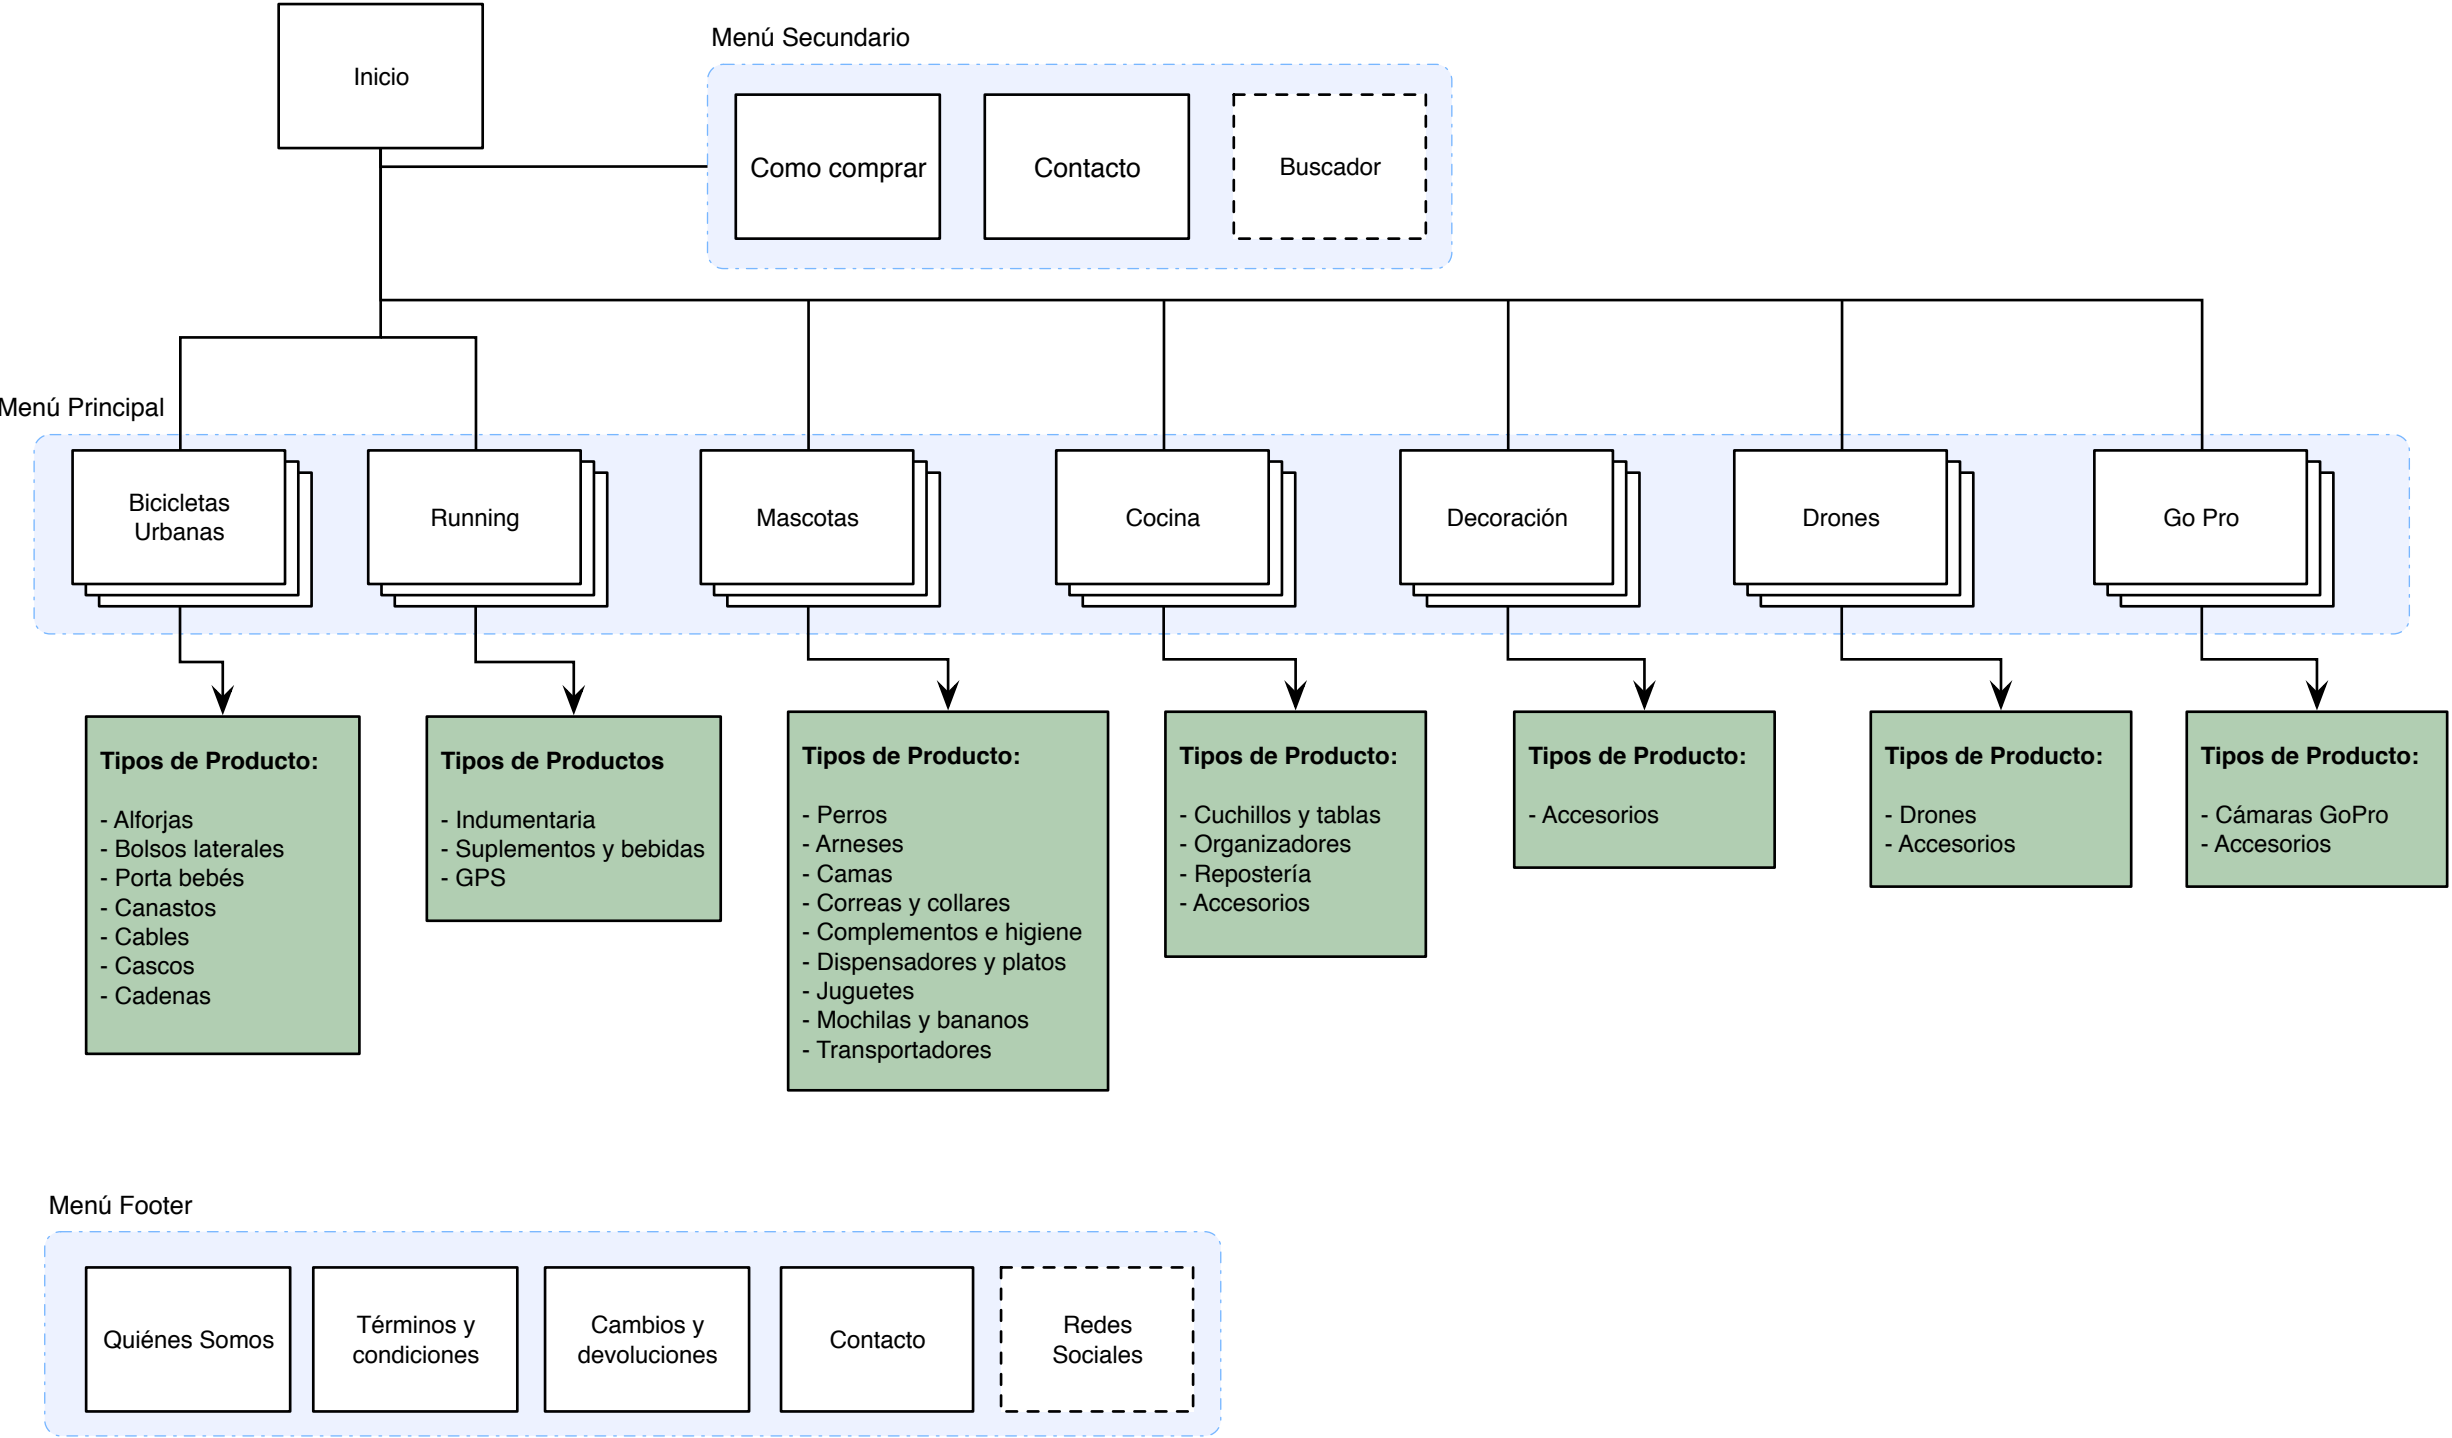 Inicio
Menú Secundario
Como comprar
Contacto
Buscador
Menú Principal
Bicicletas
Urbanas
Running
Mascotas
Cocina
Decoración
Drones
Go Pro
Tipos de Producto:
- Alforjas
- Bolsos laterales
- Porta bebés
- Canastos
- Cables
- Cascos
- Cadenas
Tipos de Productos
- Indumentaria
- Suplementos y bebidas
- GPS
Tipos de Producto:
- Perros
- Arneses
- Camas
- Correas y collares
- Complementos e higiene
- Dispensadores y platos
- Juguetes
- Mochilas y bananos
- Transportadores
Tipos de Producto:
- Cuchillos y tablas
- Organizadores
- Repostería
- Accesorios
Tipos de Producto:
- Accesorios
Tipos de Producto:
- Drones
- Accesorios
Tipos de Producto:
- Cámaras GoPro
- Accesorios
Menú Footer
Quiénes Somos
Términos y
condiciones
Cambios y
devoluciones
Contacto
Redes
Sociales